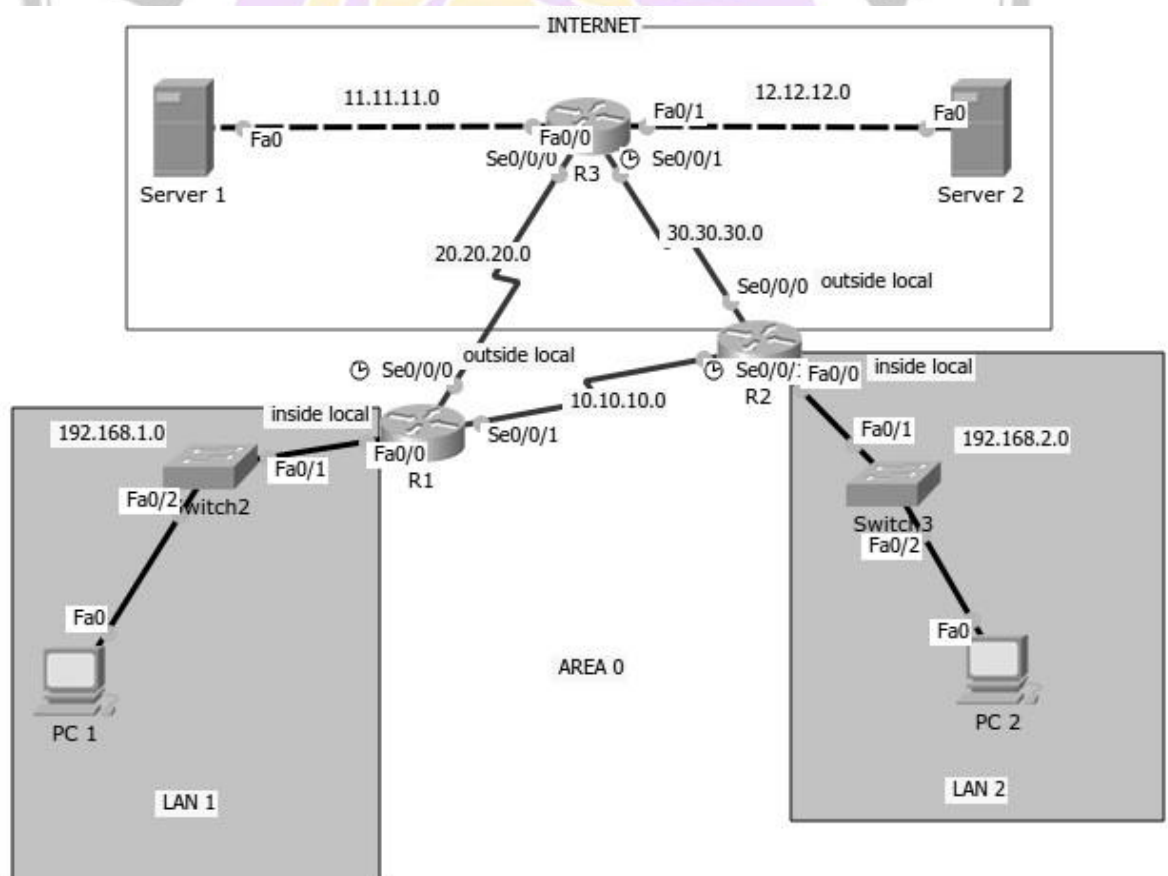 INTERNET
11.11.11.0
12.12.12.0
Fa0
Fa0/0
Fa0/1
Fa0
Server 1
Se0/0/0
R3
Se0/0/1
Server 2
20.20.20.0
30.30.30.0
Se0/0/0
outside local
Se0/0/0
outside local
Se0/0/1
R2
Fa0/0
inside local
10.10.10.0
inside local
192.168.1.0
Fa0/0
R1
Se0/0/1
Fa0/1
Fa0/2
witch2
Fa0/1
192.168.2.0
Switch3
Fa0/2
Fa0
PC 1
Fa0
PC 2
AREA 0
LAN 1
LAN 2